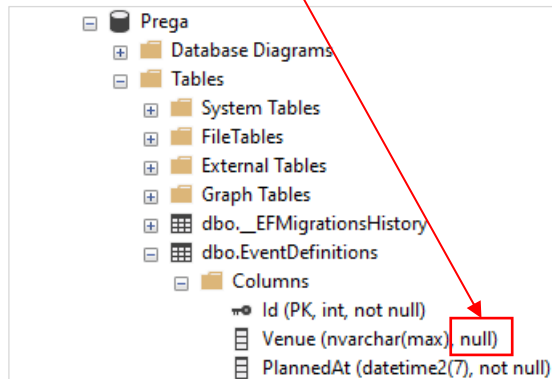 Prega
Database Diagrams
Tables
System Tables
FileTables
External Tables
Graph Tables
dbo.__EFMigrationsHistory
dbo.EventDefinitions
Columns
Id (PK, int, not null)
Venue (nvarchar(max), null)
PlannedAt (datetime2(7), not null)